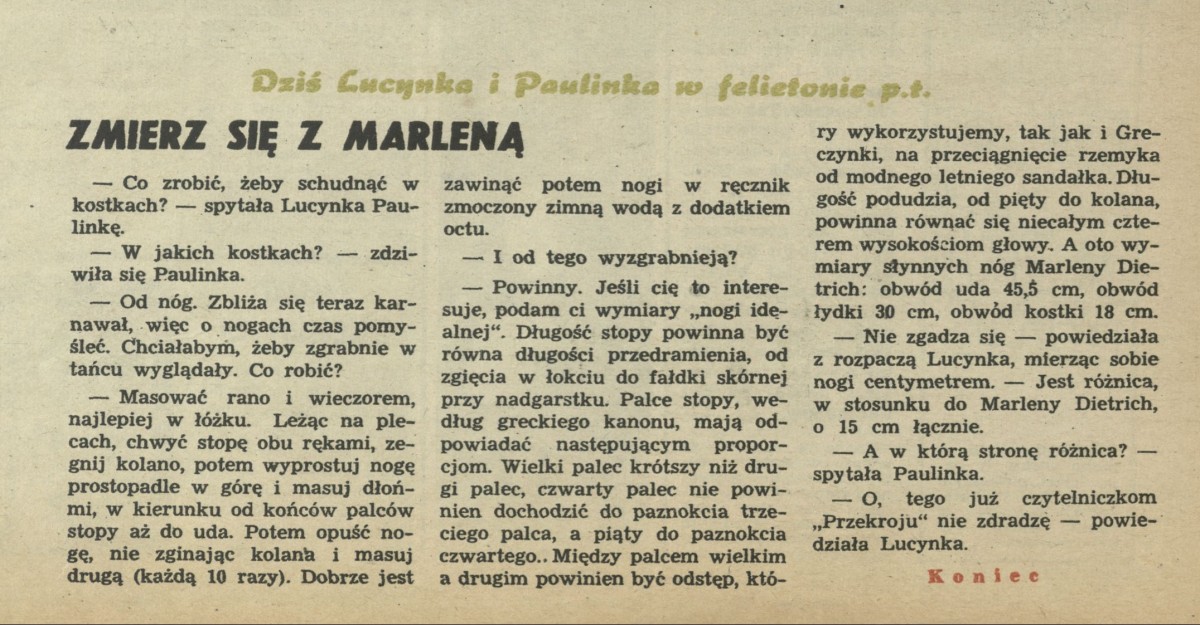 Dziś Lucynka i Paulinka w felietonie p.t.
ZMIERZ SIĘ Z MARLENĄ
— Co zrobić, żeby schudnąć w
kostkach? — spytała Lucynka Pau-
linkę.
— W jakich kostkach? — zdzi-
wiła się Paulinka.
— Od nóg. Zbliża się teraz kar-
nawał, więc o nogach czas pomy-
śleć. Chciałabym, żeby zgrabnie w
tańcu wyglądały. Co robić?
— Masować rano i wieczorem,
najlepiej w łóżku. Leżąc na ple-
cach, chwyć stopę obu rękami, ze-
gnij kolano, potem wyprostuj nogę
prostopadle w górę i masuj dłoń-
mi, w kierunku od końców palców
stopy aż do uda. Potem opuść no-
gę, nie zginając kolana i masuj
drugą (każdą 10 razy). Dobrze jest
zawinąć potem nogi w ręcznik
zmoczony zimną wodą z dodatkiem
octu.
— I od tego wyzgrabnieją?
— Powinny. Jeśli cię to intere-
suje, podam ci wymiary „nogi ide-
alnej“. Długość stopy powinna być
równa długości przedramienia, od
zgięcia w łokciu do fałdki skórnej
przy nadgarstku. Palce stopy, we-
dług greckiego kanonu, mają od-
powiadać następującym propor-
cjom. Wielki palec krótszy niż dru-
gi palec, czwarty palec nie powi-
nien dochodzić do paznokcia trze-
ciego palca, a piąty do paznokcia
czwartego.. Między palcem wielkim
a drugim powinien być odstęp, któ-
ry wykorzystujemy, tak jak i Gre-
czynki, na przeciągnięcie rzemyka
od modnego letniego sandałka. Dłu-
gość podudzia, od pięty do kolana,
powinna równać się niecałym czte-
rem wysokościom głowy. A oto wy-
miary słynnych nóg Marleny Die-
trich: obwód uda 45,5 cm, obwód
łydki 30 cm, obwód kostki 18 cm.
— Nie zgadza się — powiedziała
z rozpaczą Lucynka, mierząc sobie
nogi centymetrem. — Jest różnica,
w stosunku do Marleny Dietrich,
o 15 cm łącznie.
— A w którą stronę różnica? —
spytała Paulinka.
— O, tego już czytelniczkom
„Przekroju“ nie zdradzę — powie-
działa Lucynka.
Koniec